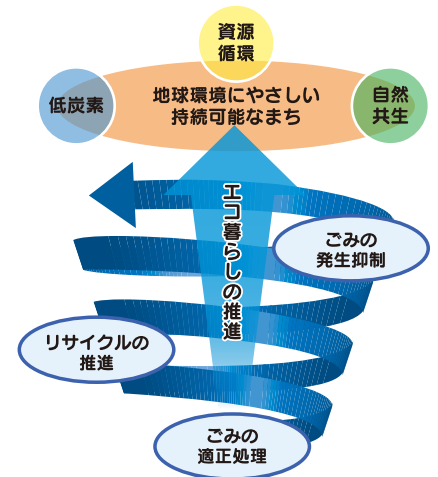 資源
循環
低炭素
地球環境にやさしい
持続可能なまち
自然
共生
エコ暮らしの推進
ごみの
発生抑制
リサイクルの
推進
ごみの
適正処理